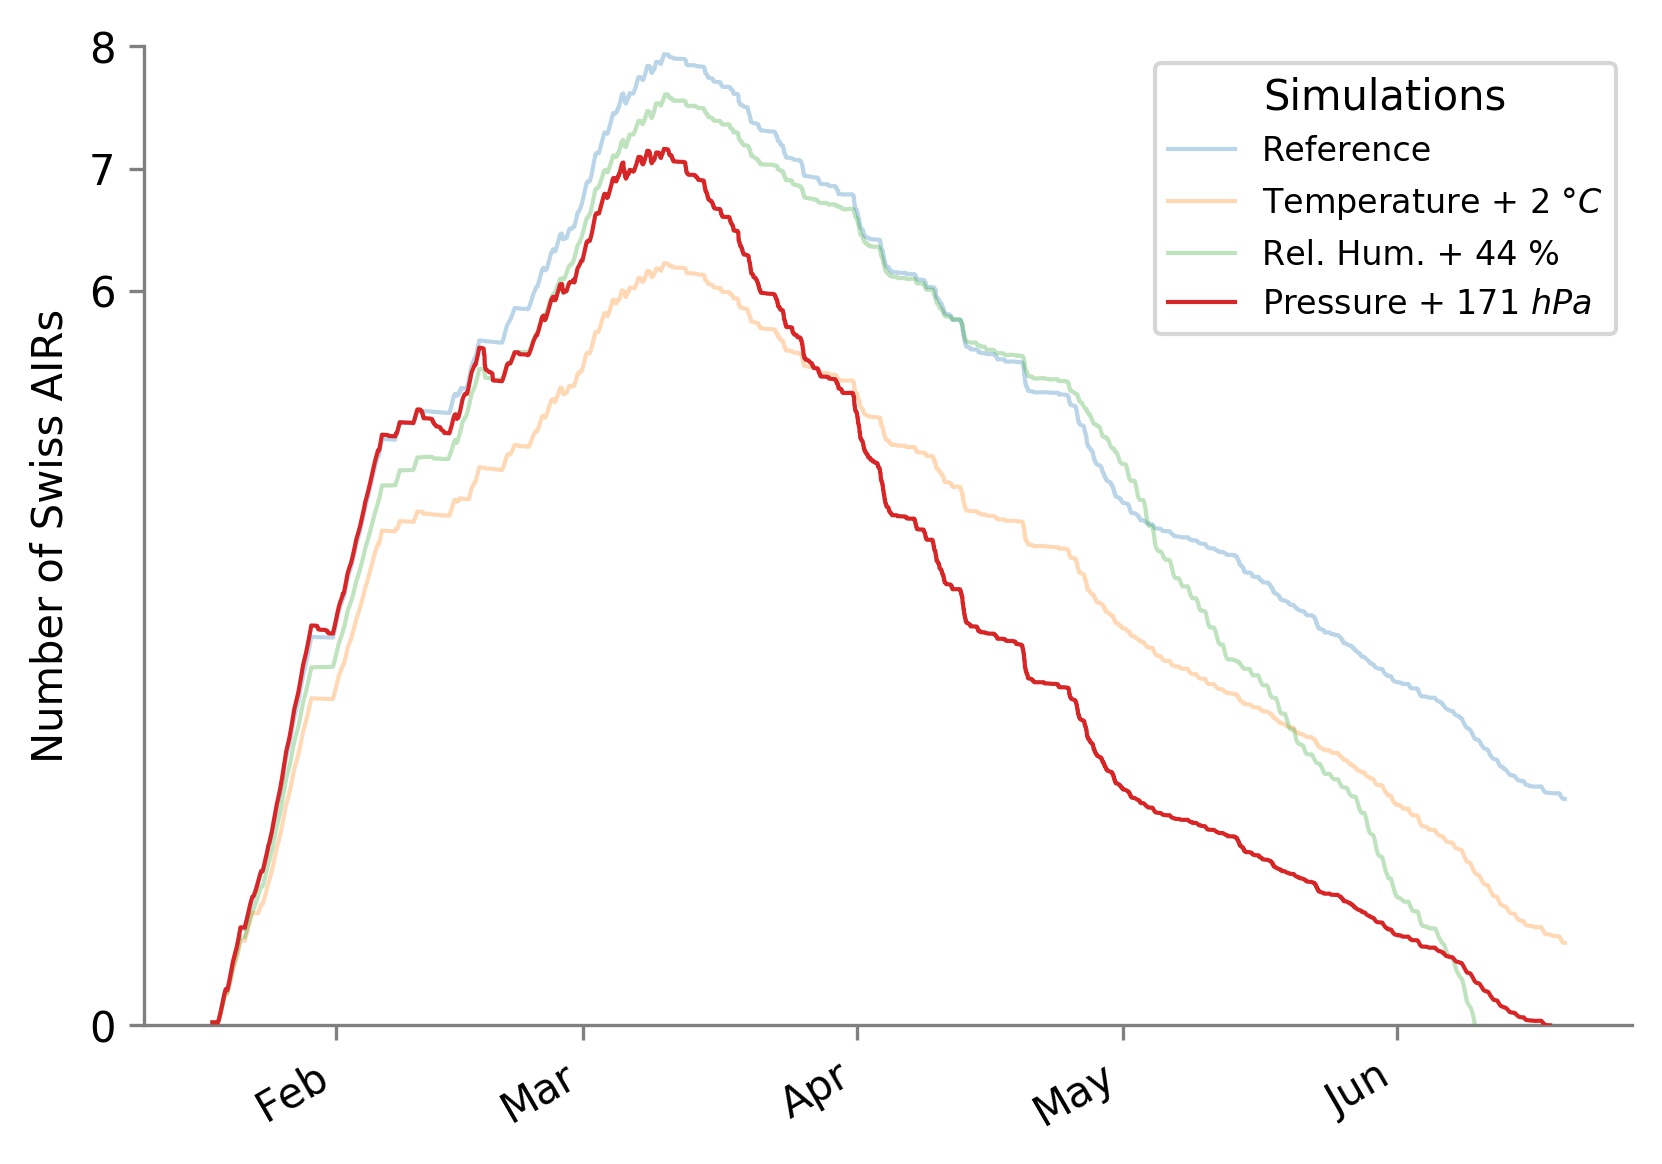 8
7
6
0
Number of Swiss AIRs
Simulations
Reference
Temperature + 2 °C
Rel. Hum. + 44 %
Pressure + 171 hPa
Feb
Mar
Apr
May
Jun